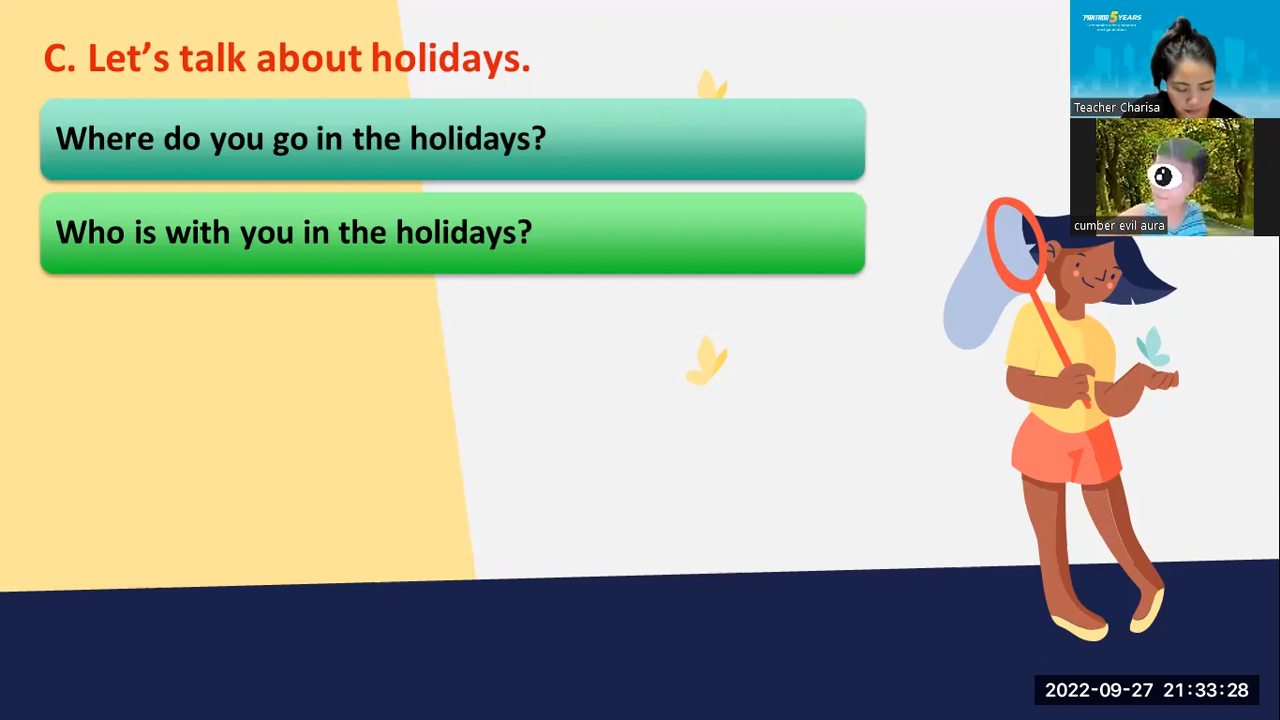 C. Let's talk about holidays.
Where do you go in the holidays?
Who is with you in the holidays?
5 YEARS
Teacher Charisa
cumber evil aura
2022-09-27 21:33:28